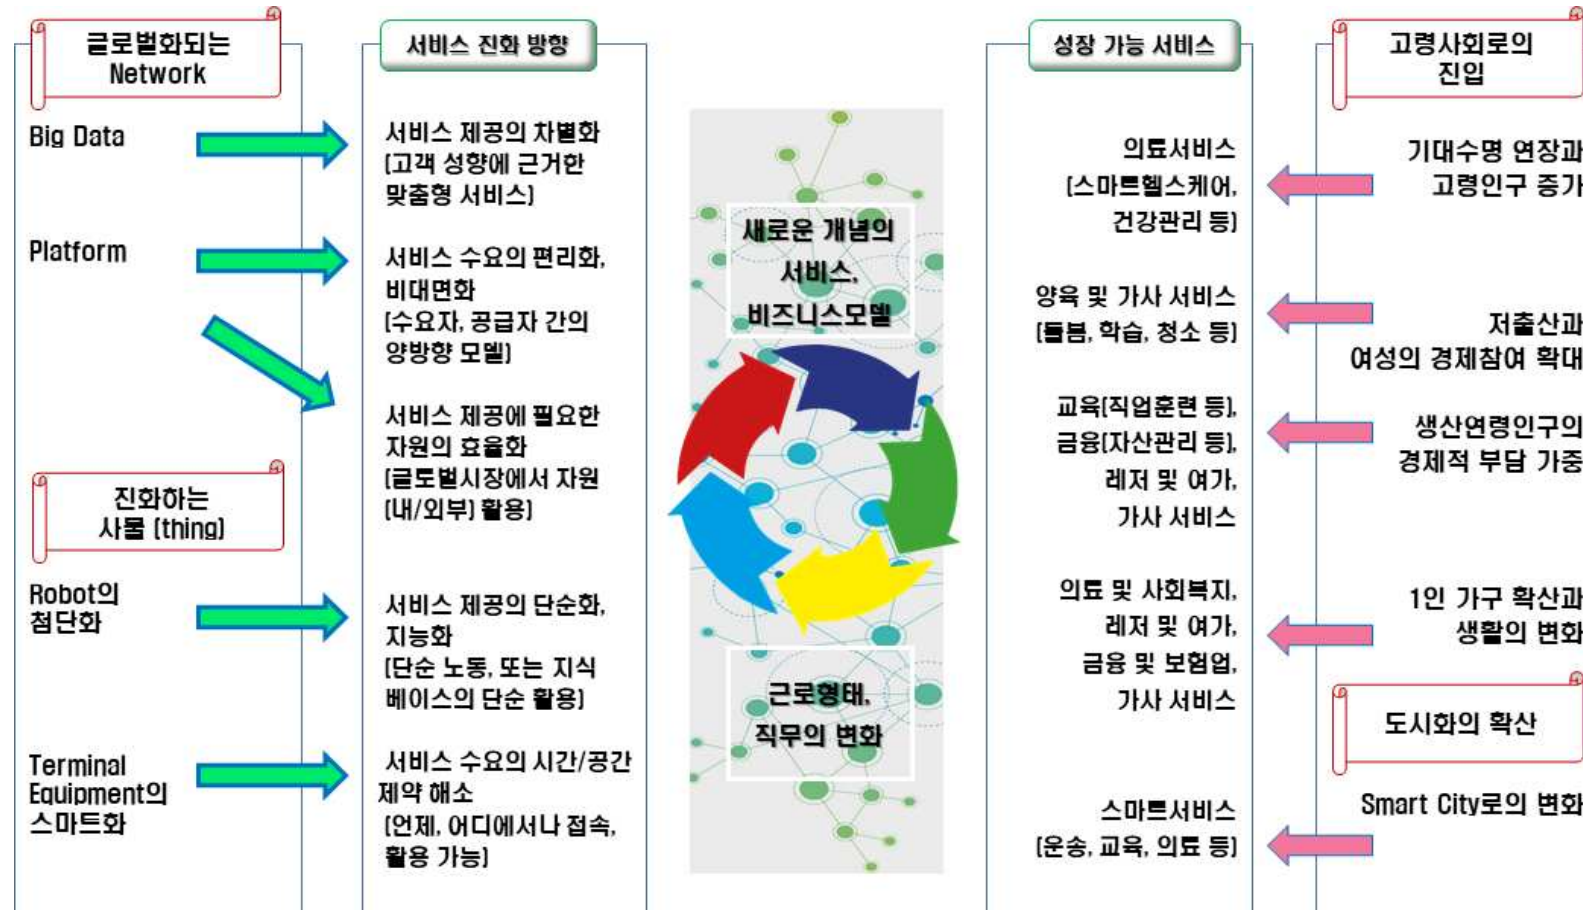 글로벌화되는
Network
Big Data
Platform
진화하는
사물 (thing)
Robot의
첨단화
Terminal
Equipment의
스마트화
서비스 진화 방향
서비스 제공의 차별화
(고객 성향에 근거한
맞춤형 서비스)
서비스 수요의 편리화,
비대면화
(수요자, 공급자 간의
양방향 모델)
서비스 제공에 필요한
자원의 효율화
(글로벌시장에서 자원
(내/외부) 활용)
서비스 제공의 단순화,
지능화
(단순 노동, 또는 지식
베이스의 단순 활용)
서비스 수요의 시간/공간
제약 해소
(언제, 어디에서나 접속,
활용 가능)
새로운 개념의
서비스,
비즈니스모델
근로형태,
직무의 변화
성장 가능 서비스
의료서비스
(스마트헬스케어,
건강관리 등)
양육 및 가사 서비스
(돌봄, 학습, 청소 등)
교육(직업훈련 등),
금융(자산관리 등),
레저 및 여가,
가사 서비스
의료 및 사회복지,
레저 및 여가,
금융 및 보험업,
가사 서비스
스마트서비스
(운송, 교육, 의료 등)
고령사회로의
진입
기대수명 연장과
고령인구 증가
저출산과
여성의 경제참여 확대
생산연령인구의
경제적 부담 가중
1인 가구 확산과
생활의 변화
도시화의 확산
Smart City로의 변화